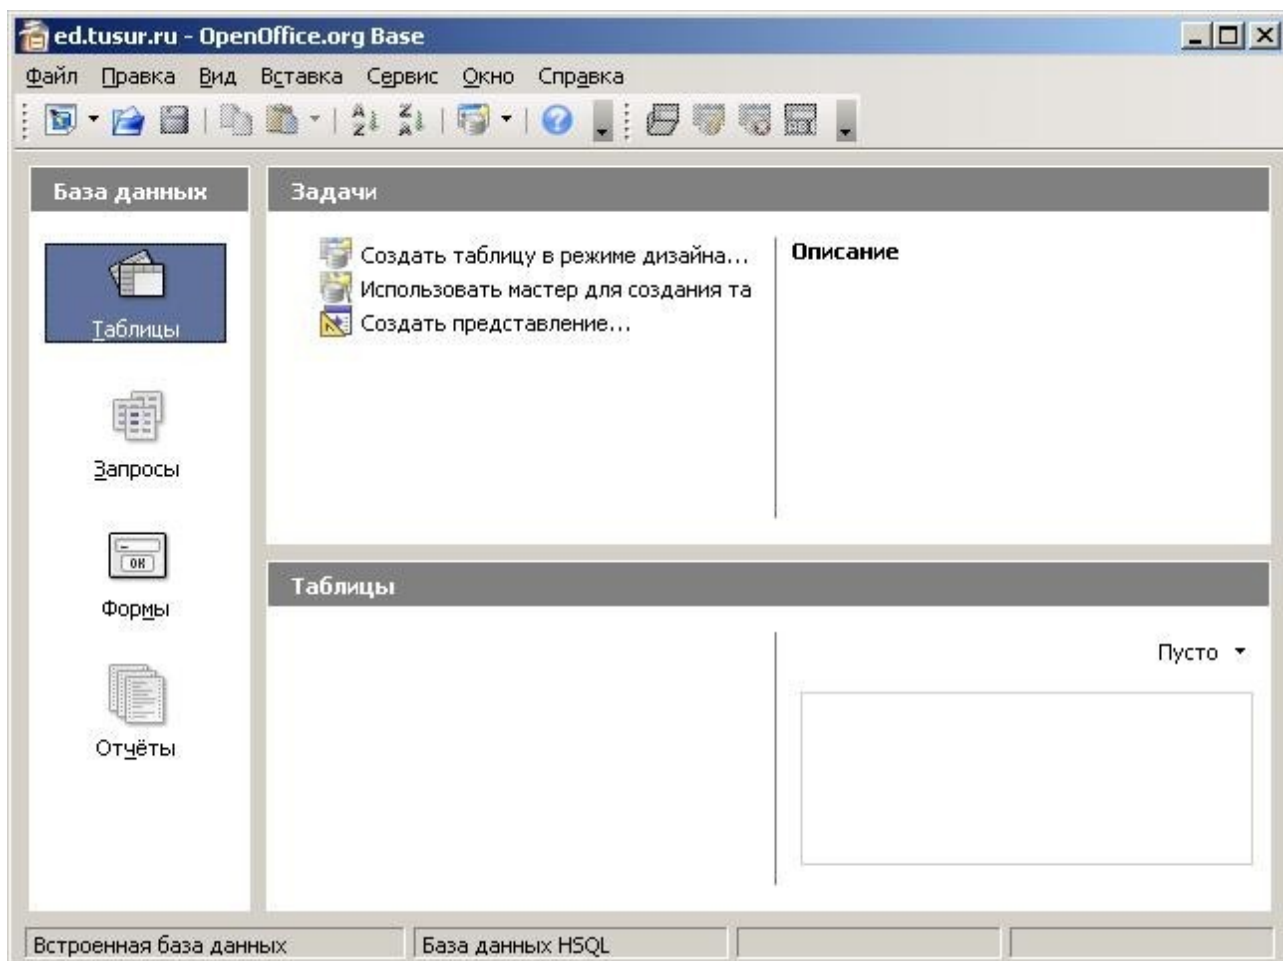 ed.tusur.ru - OpenOffice.org Base
Файл Правка Вид Вставка Сервис Окно Справка
База данных
Задачи
Таблицы
Запросы
Формы
Отчёты
Создать таблицу в режиме дизайна...
Использовать мастер для создания та
Создать представление...
Описание
Таблицы
Пусто
Встроенная база данных
База данных HSQL